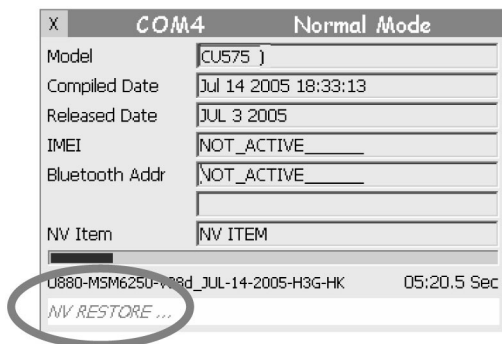 X COM4 Normal Mode
Model CU575 )
Compiled Date Jul 14 2005 18:33:13
Released Date JUL 3 2005
IMEI NOT_ACTIVE______
Bluetooth Addr NOT_ACTIVE______
NV Item NV ITEM
05:20.5 Sec
NV RESTORE ...